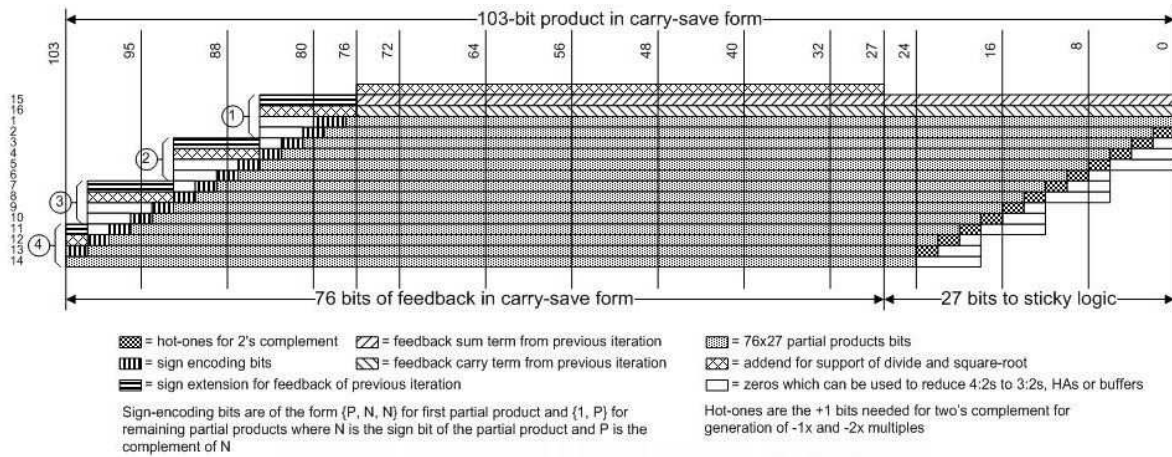 103-bit product in carry-save form
103 95 88 80 76 72 64 56 48 40 32 27 24 16 8 0
15
16
1
2
3
4
5
6
7
8
9
10
11
12
13
14
1
2
3
4
76 bits of feedback in carry-save form
27 bits to sticky logic
= hot-ones for 2's complement
= feedback sum term from previous iteration
= 76x27 partial products bits
= sign encoding bits
= feedback carry term from previous iteration
= addend for support of divide and square-root
= sign extension for feedback of previous iteration
= zeros which can be used to reduce 4:2s to 3:2s, HAs or buffers
Sign-encoding bits are of the form {P, N, N} for first partial product and {1, P} for
remaining partial products where N is the sign bit of the partial product and P is the
complement of N
Hot-ones are the +1 bits needed for two's complement for
generation of -1x and -2x multiples